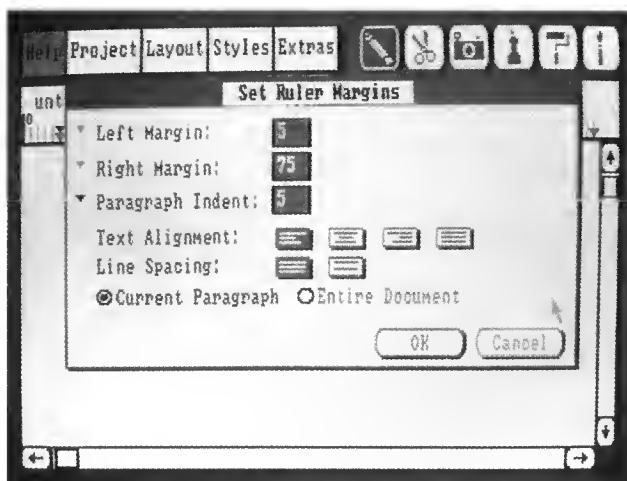 Help Project Layout Styles Extras
Set Ruler Margins
unt
0
Left Margin: 5
Right Margin: 75
Paragraph Indent: 5
Text Alignment:
Line Spacing:
Current Paragraph Entire Document
OK Cancel